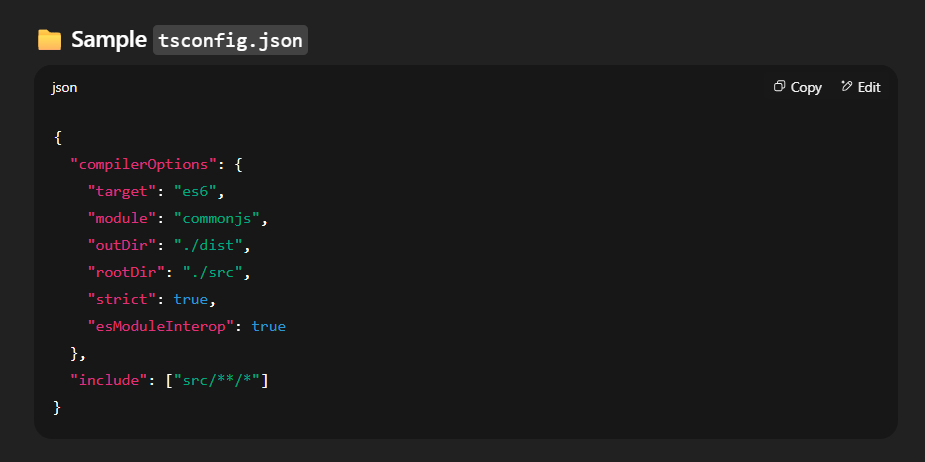 Sample tsconfig.json
json
Copy
Edit
{
  "compilerOptions": {
    "target": "es6",
    "module": "commonjs",
    "outDir": "./dist",
    "rootDir": "./src",
    "strict": true,
    "esModuleInterop": true
  },
  "include": ["src/**/*"]
}